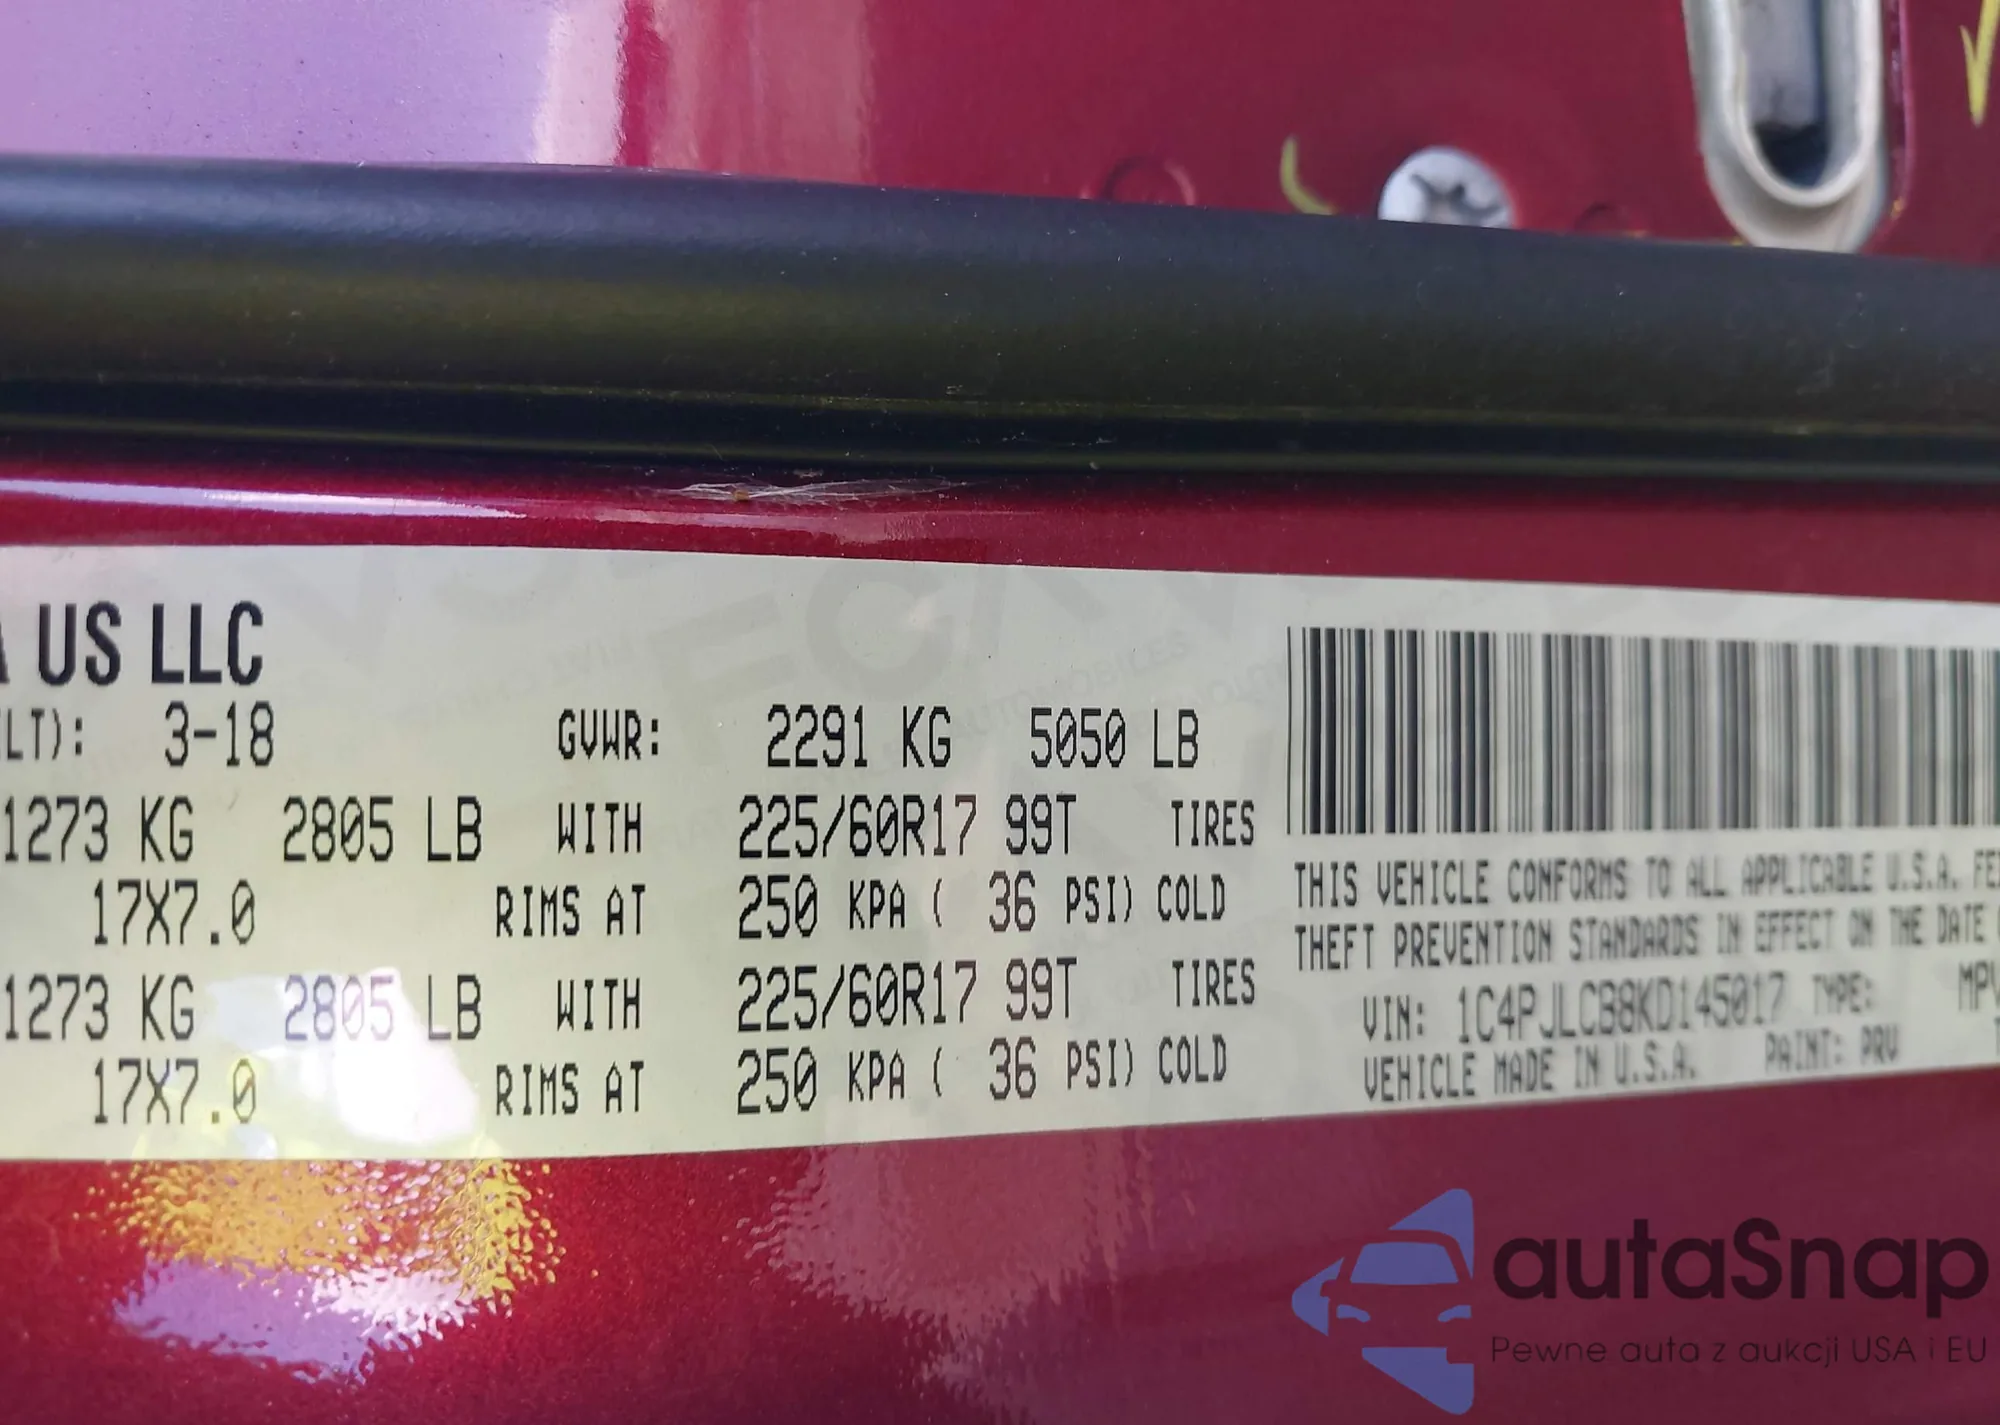 US LLC
LT): 3-18 GVWR: 2291 KG 5050 LB
1273 KG 2805 LB WITH 225/60R17 99T TIRES
17X7.0 RIMS AT 250 KPA ( 36 PSI) COLD
1273 KG 2805 LB WITH 225/60R17 99T TIRES
17X7.0 RIMS AT 250 KPA ( 36 PSI) COLD
THIS VEHICLE CONFORMS TO ALL APPLICABLE U.S.A. FE
THEFT PREVENTION STANDARDS IN EFFECT ON THE DATE
VIN: 1C4PJLCB8KD145017 TYPE: MPV
VEHICLE MADE IN U.S.A. PAINT: PRV
autaSnap
Pewne auta z aukcji USA i EU